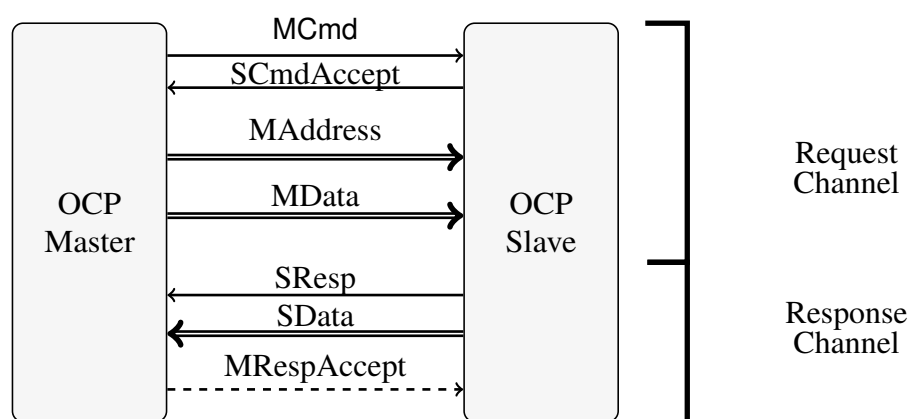 MCmd
SCmdAccept
MAddress
MData
OCP
Master
OCP
Slave
SResp
SData
MRespAccept
Request
Channel
Response
Channel